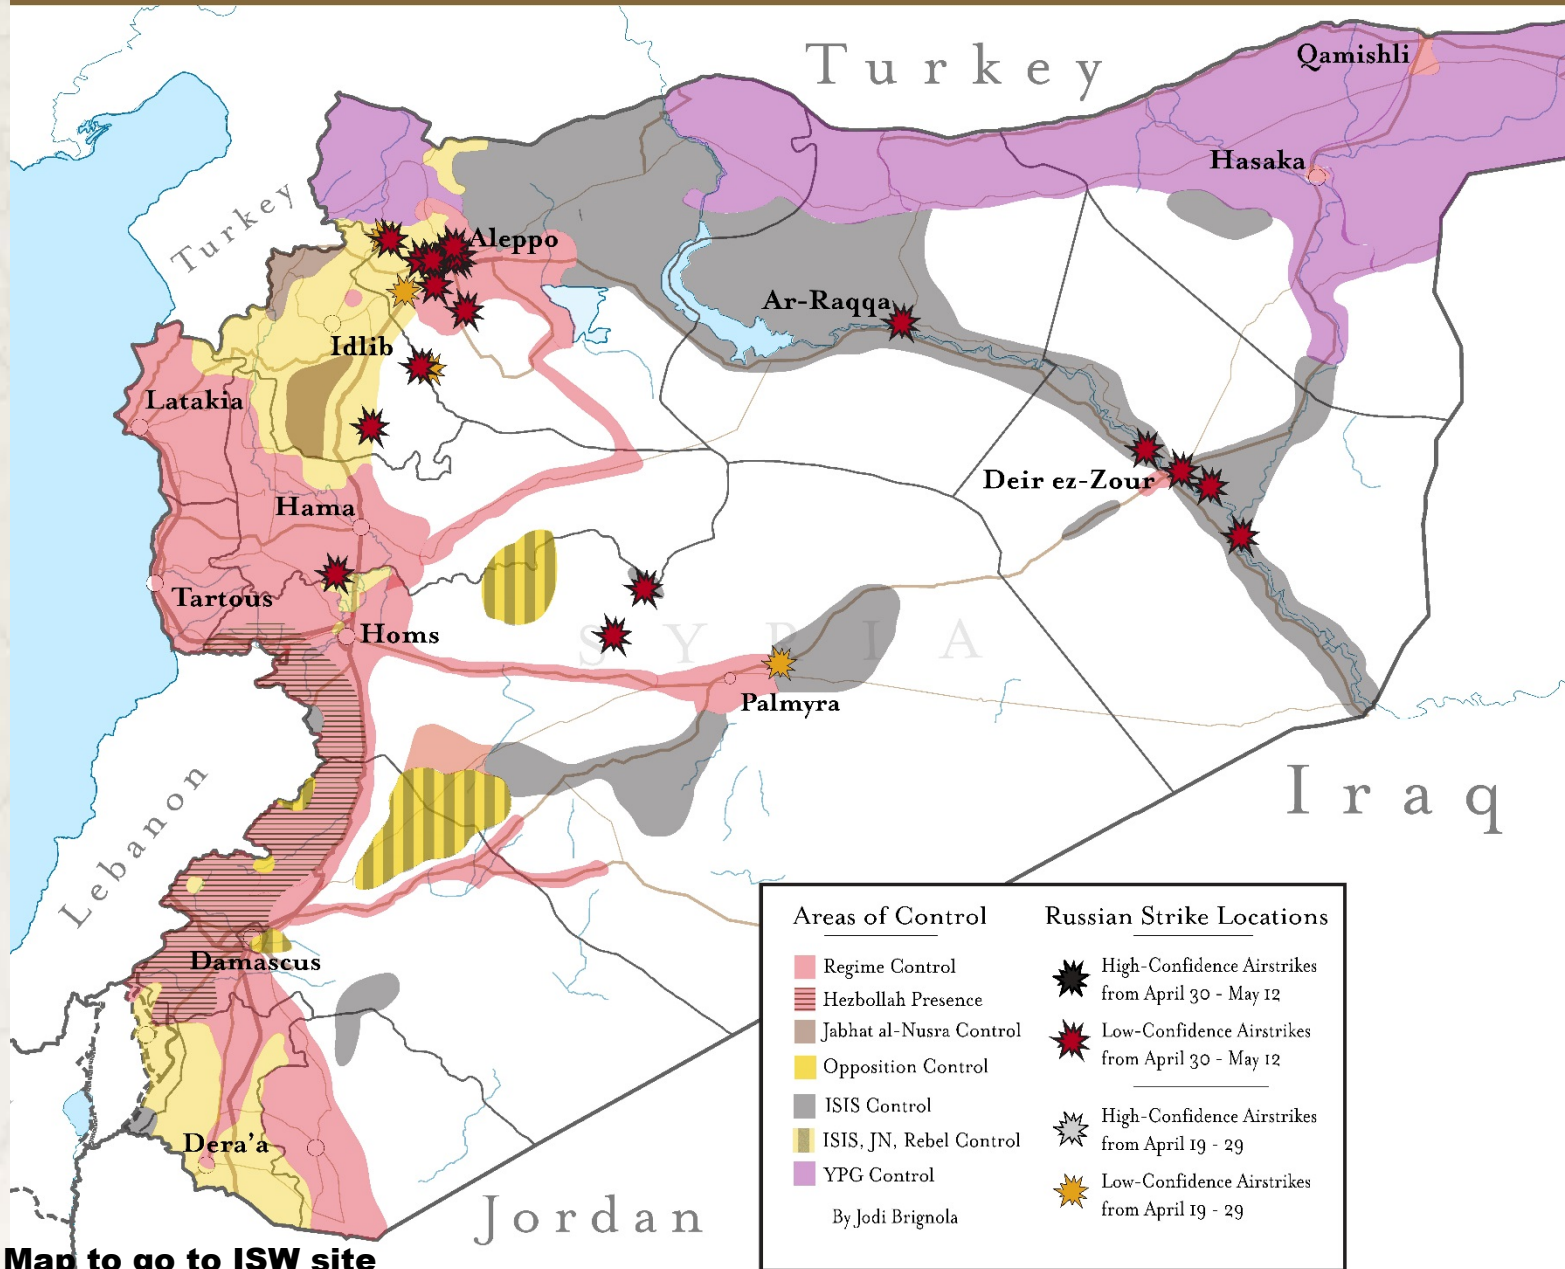 Turkey
Qamishli
Hasaka
Turkey
Aleppo
Ar-Raqqa
Idlib
Latakia
Deir ez-Zour
Hama
Tartous
Homs
SYRIA
Palmyra
Iraq
Lebanon
Damascus
Dera'a
Jordan
Areas of Control
Regime Control
Hezbollah Presence
Jabhat al-Nusra Control
Opposition Control
ISIS Control
ISIS, JN, Rebel Control
YPG Control
By Jodi Brignola
Russian Strike Locations
High-Confidence Airstrikes
from April 30 - May 12
Low-Confidence Airstrikes
from April 30 - May 12
High-Confidence Airstrikes
from April 19 - 29
Low-Confidence Airstrikes
from April 19 - 29
Map to go to ISW site